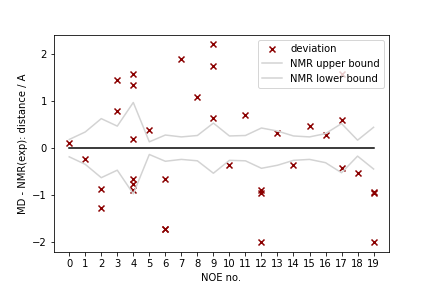 deviation
NMR upper bound
NMR lower bound
MD - NMR(exp): distance / A
2
1
0
−1
−2
0 1 2 3 4 5 6 7 8 9 10 11 12 13 14 15 16 17 18 19
NOE no.